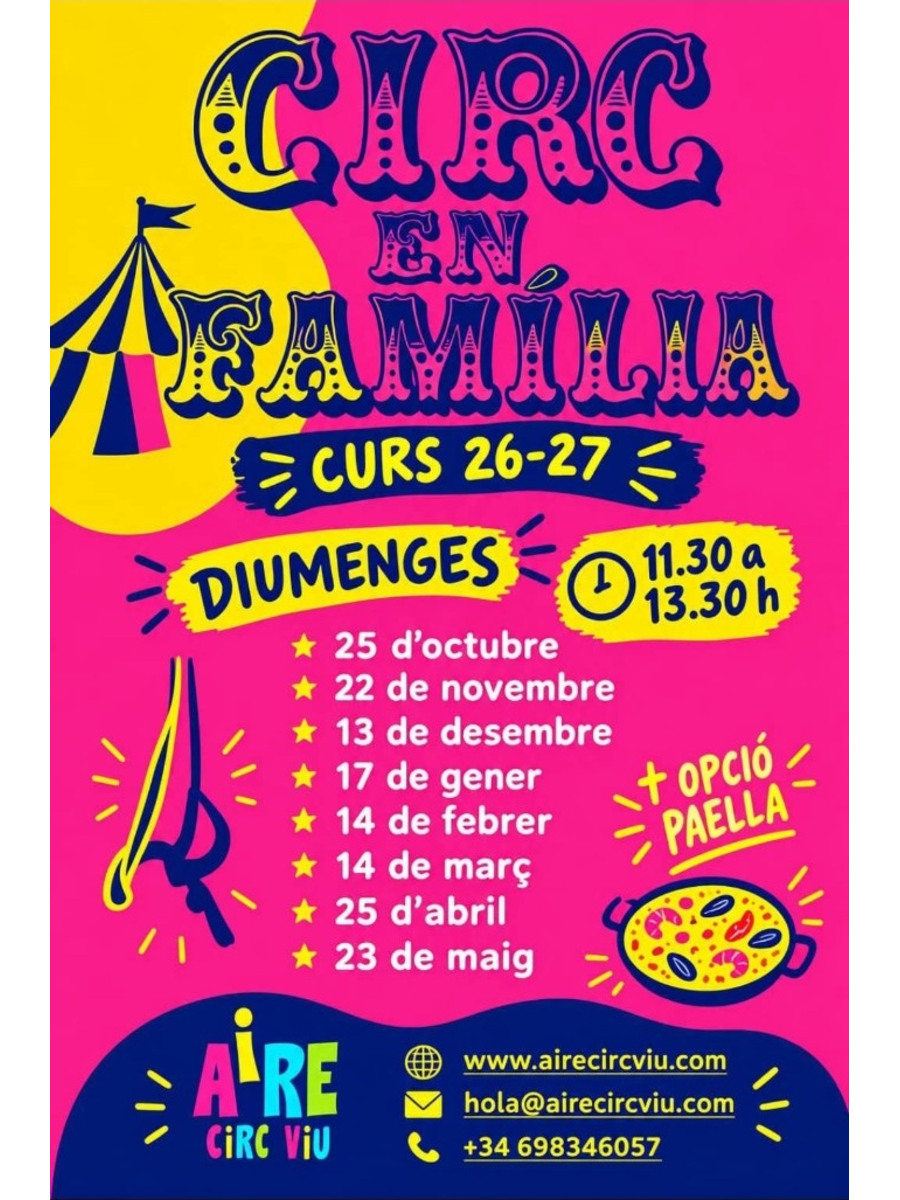 CIRC
EN
FAMÍLIA
CURS 26-27
DIUMENGES
11.30 a
13.30 h
25 d'octubre
22 de novembre
13 de desembre
17 de gener
14 de febrer
14 de març
25 d'abril
23 de maig
+ OPCIÓ
PAELLA
AiRE
CiRC ViU
www.airecircviu.com
hola@airecircviu.com
+34 698346057